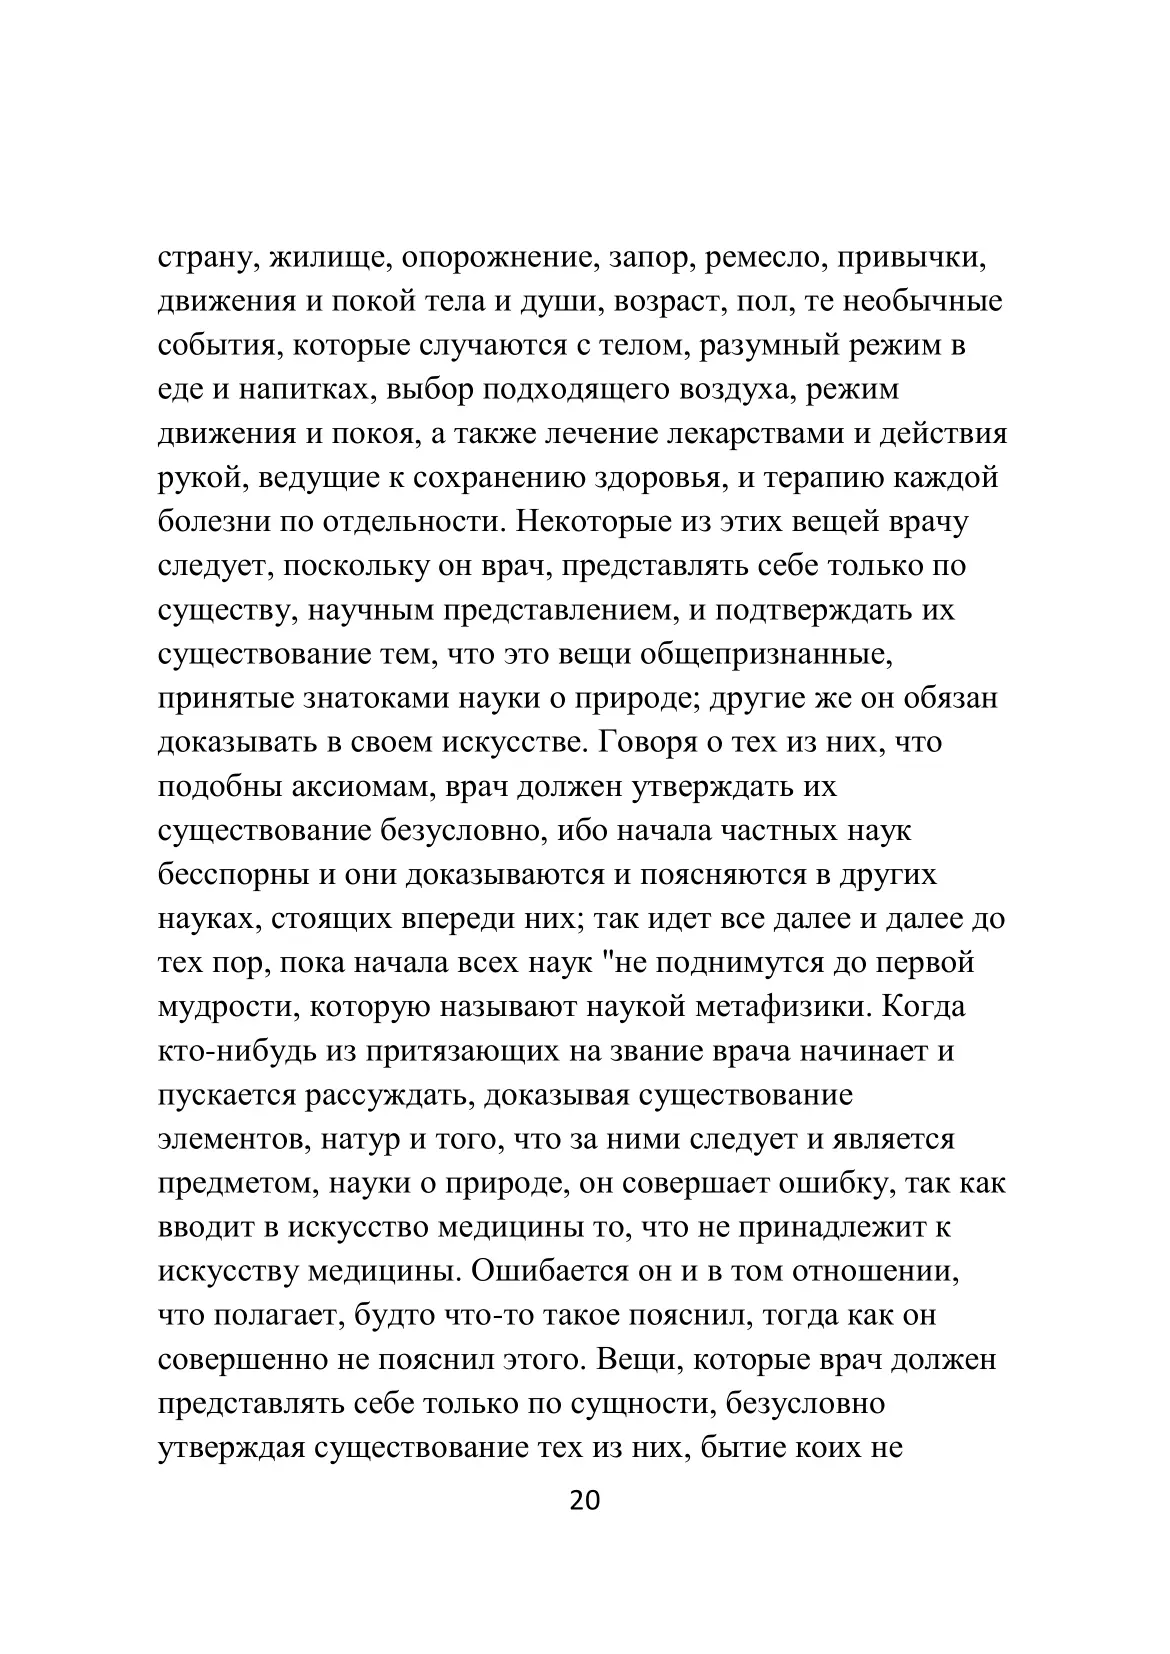 страну, жилище, опорожнение, запор, ремесло, привычки,
движения и покой тела и души, возраст, пол, те необычные
события, которые случаются с телом, разумный режим в
еде и напитках, выбор подходящего воздуха, режим
движения и покоя, а также лечение лекарствами и действия
рукой, ведущие к сохранению здоровья, и терапию каждой
болезни по отдельности. Некоторые из этих вещей врачу
следует, поскольку он врач, представлять себе только по
существу, научным представлением, и подтверждать их
существование тем, что это вещи общепризнанные,
принятые знатоками науки о природе; другие же он обязан
доказывать в своем искусстве. Говоря о тех из них, что
подобны аксиомам, врач должен утверждать их
существование безусловно, ибо начала частных наук
бесспорны и они доказываются и поясняются в других
науках, стоящих впереди них; так идет все далее и далее до
тех пор, пока начала всех наук "не поднимутся до первой
мудрости, которую называют наукой метафизики. Когда
кто-нибудь из притязающих на звание врача начинает и
пускается рассуждать, доказывая существование
элементов, натур и того, что за ними следует и является
предметом, науки о природе, он совершает ошибку, так как
вводит в искусство медицины то, что не принадлежит к
искусству медицины. Ошибается он и в том отношении,
что полагает, будто что-то такое пояснил, тогда как он
совершенно не пояснил этого. Вещи, которые врач должен
представлять себе только по сущности, безусловно
утверждая существование тех из них, бытие коих не
20